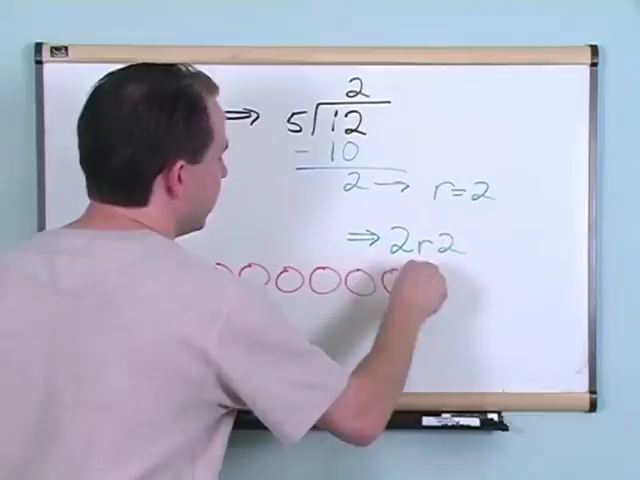 2
⇒ 5 12
- 10
2 → r=2
⇒ 2r2